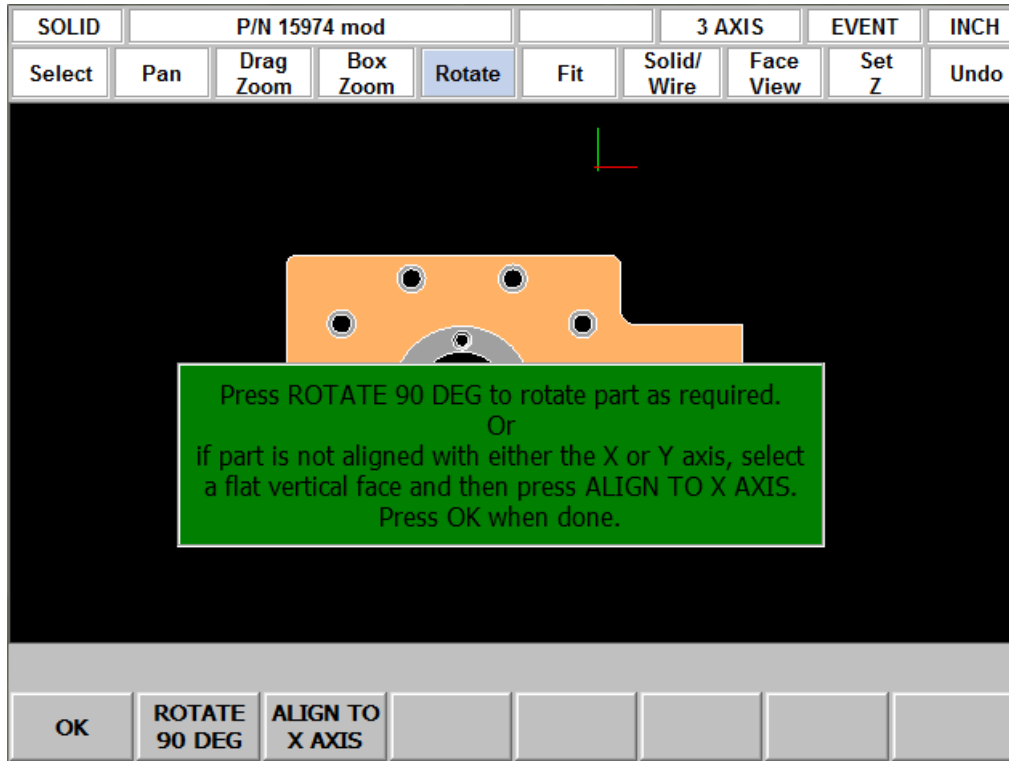 SOLID P/N 15974 mod 3 AXIS EVENT INCH
Select Pan Drag Zoom Box Zoom Rotate Fit Solid/ Wire Face View Set Z Undo
Press ROTATE 90 DEG to rotate part as required.
Or
if part is not aligned with either the X or Y axis, select
a flat vertical face and then press ALIGN TO X AXIS.
Press OK when done.
OK ROTATE 90 DEG ALIGN TO X AXIS